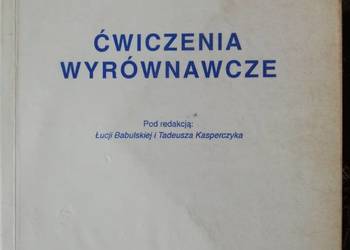 ĆWICZENIA
WYRÓWNAWCZE
Pod redakcją:
Łucji Babulskiej i Tadeusza Kasperczyka